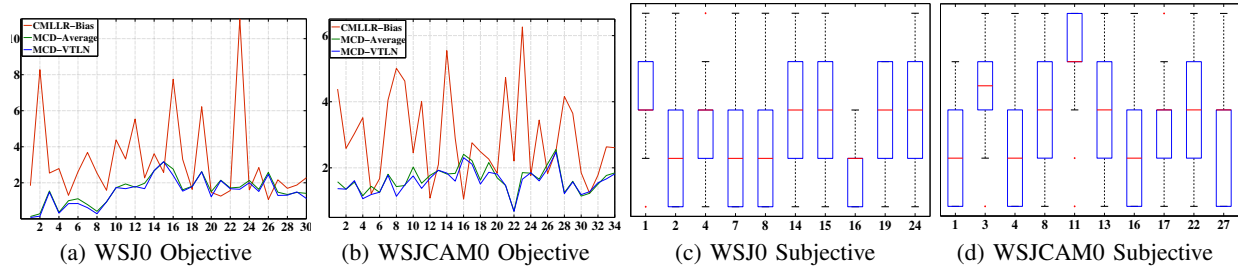 CMLLR-Bias
MCD-Average
MCD-VTLN
10
8
6
4
2
2 4 6 8 10 12 14 16 18 20 22 24 26 28 30
(a) WSJ0 Objective
CMLLR-Bias
MCD-Average
MCD-VTLN
6
4
2
2 4 6 8 10 12 14 16 18 20 22 24 26 28 30 32 34
(b) WSJCAM0 Objective
1 2 4 7 8 14 15 16 19 24
(c) WSJ0 Subjective
1 3 4 8 11 13 16 17 22 27
(d) WSJCAM0 Subjective